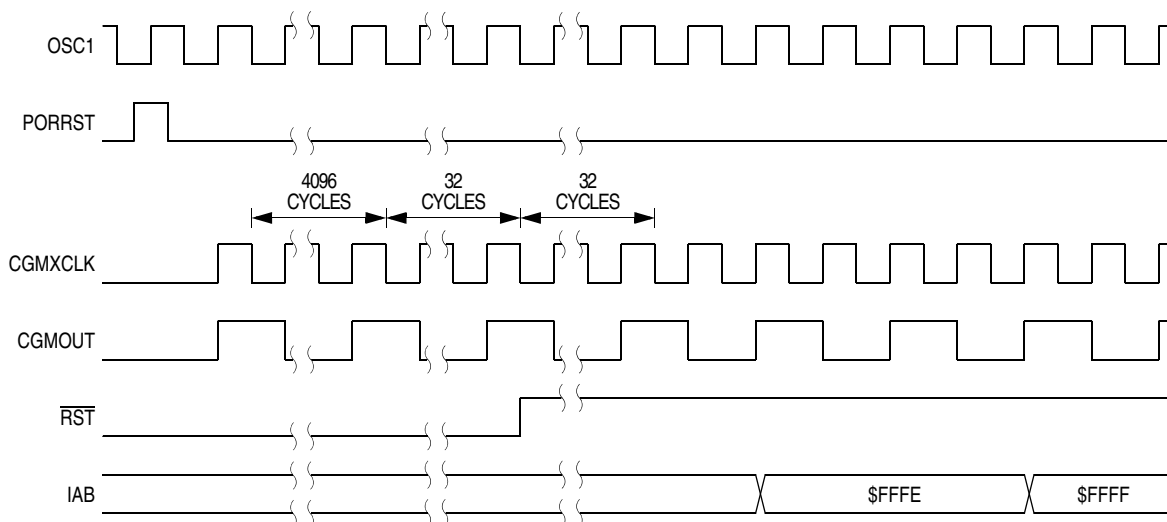 OSC1
PORRST
4096
CYCLES
32
CYCLES
32
CYCLES
CGMXCLK
CGMOUT
RST
IAB
$FFFE
$FFFF